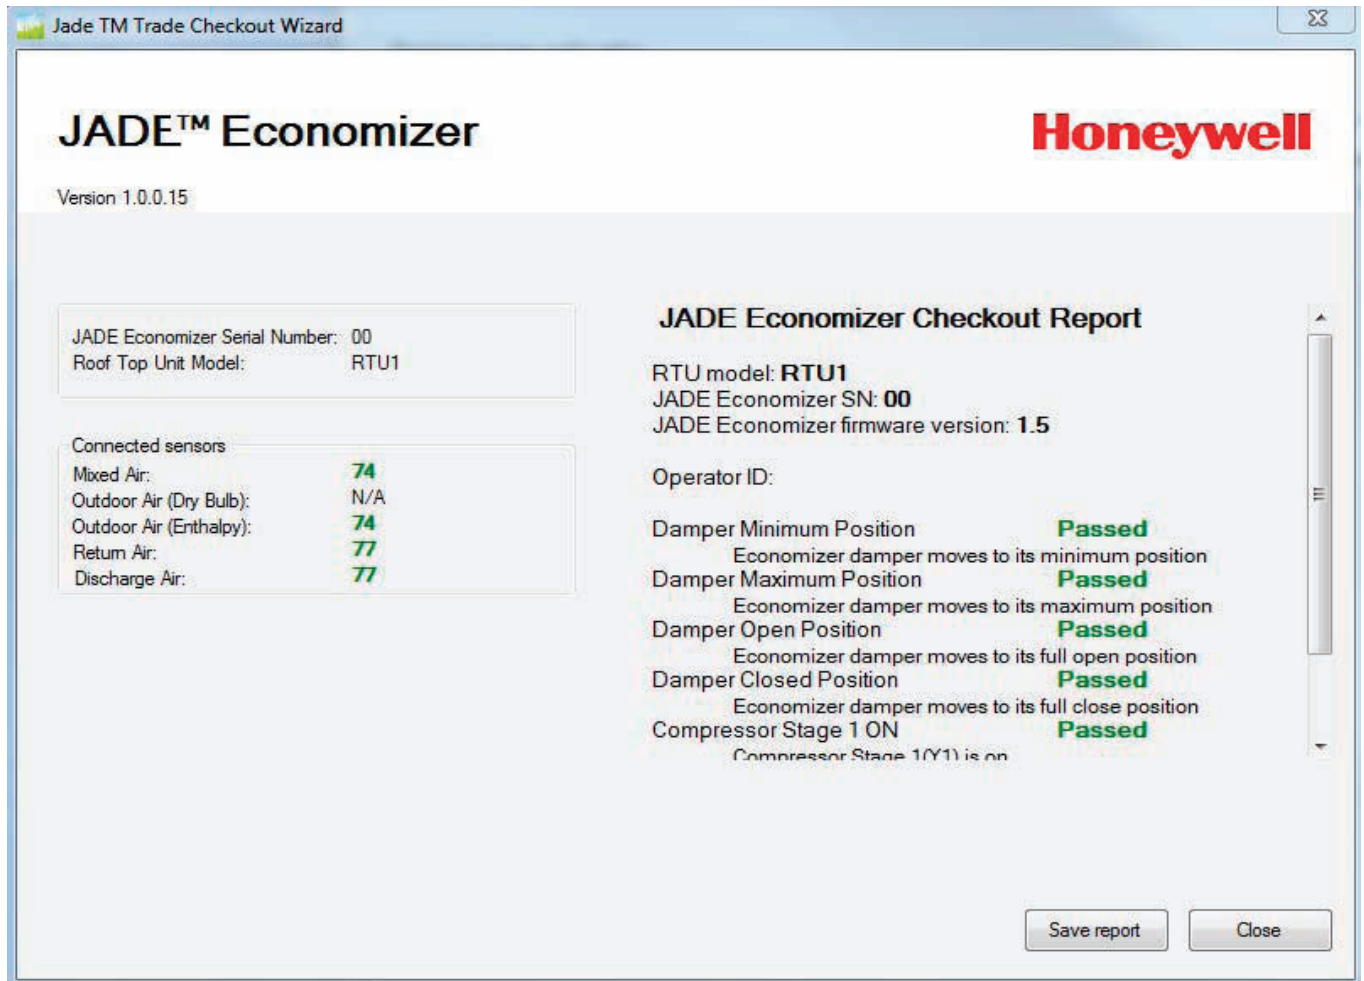 Jade TM Trade Checkout Wizard
JADE™ Economizer
Honeywell
Version 1.0.0.15
JADE Economizer Serial Number: 00
Roof Top Unit Model: RTU1
Connected sensors
Mixed Air: 74
Outdoor Air (Dry Bulb): N/A
Outdoor Air (Enthalpy): 74
Return Air: 77
Discharge Air: 77
JADE Economizer Checkout Report
RTU model: RTU1
JADE Economizer SN: 00
JADE Economizer firmware version: 1.5
Operator ID:
Damper Minimum Position Passed
Economizer damper moves to its minimum position
Damper Maximum Position Passed
Economizer damper moves to its maximum position
Damper Open Position Passed
Economizer damper moves to its full open position
Damper Closed Position Passed
Economizer damper moves to its full close position
Compressor Stage 1 ON Passed
Compressor Stage 1(Y1) is on
Save report
Close